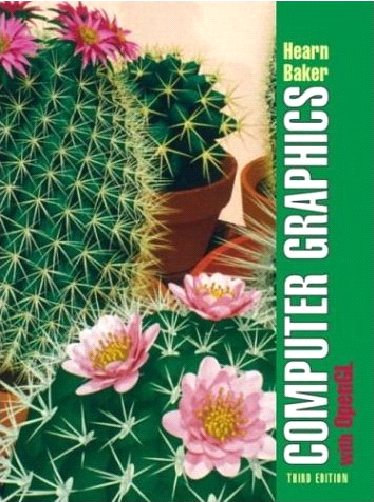 Hearn
Baker
COMPUTER GRAPHICS
with OpenGL
THIRD EDITION